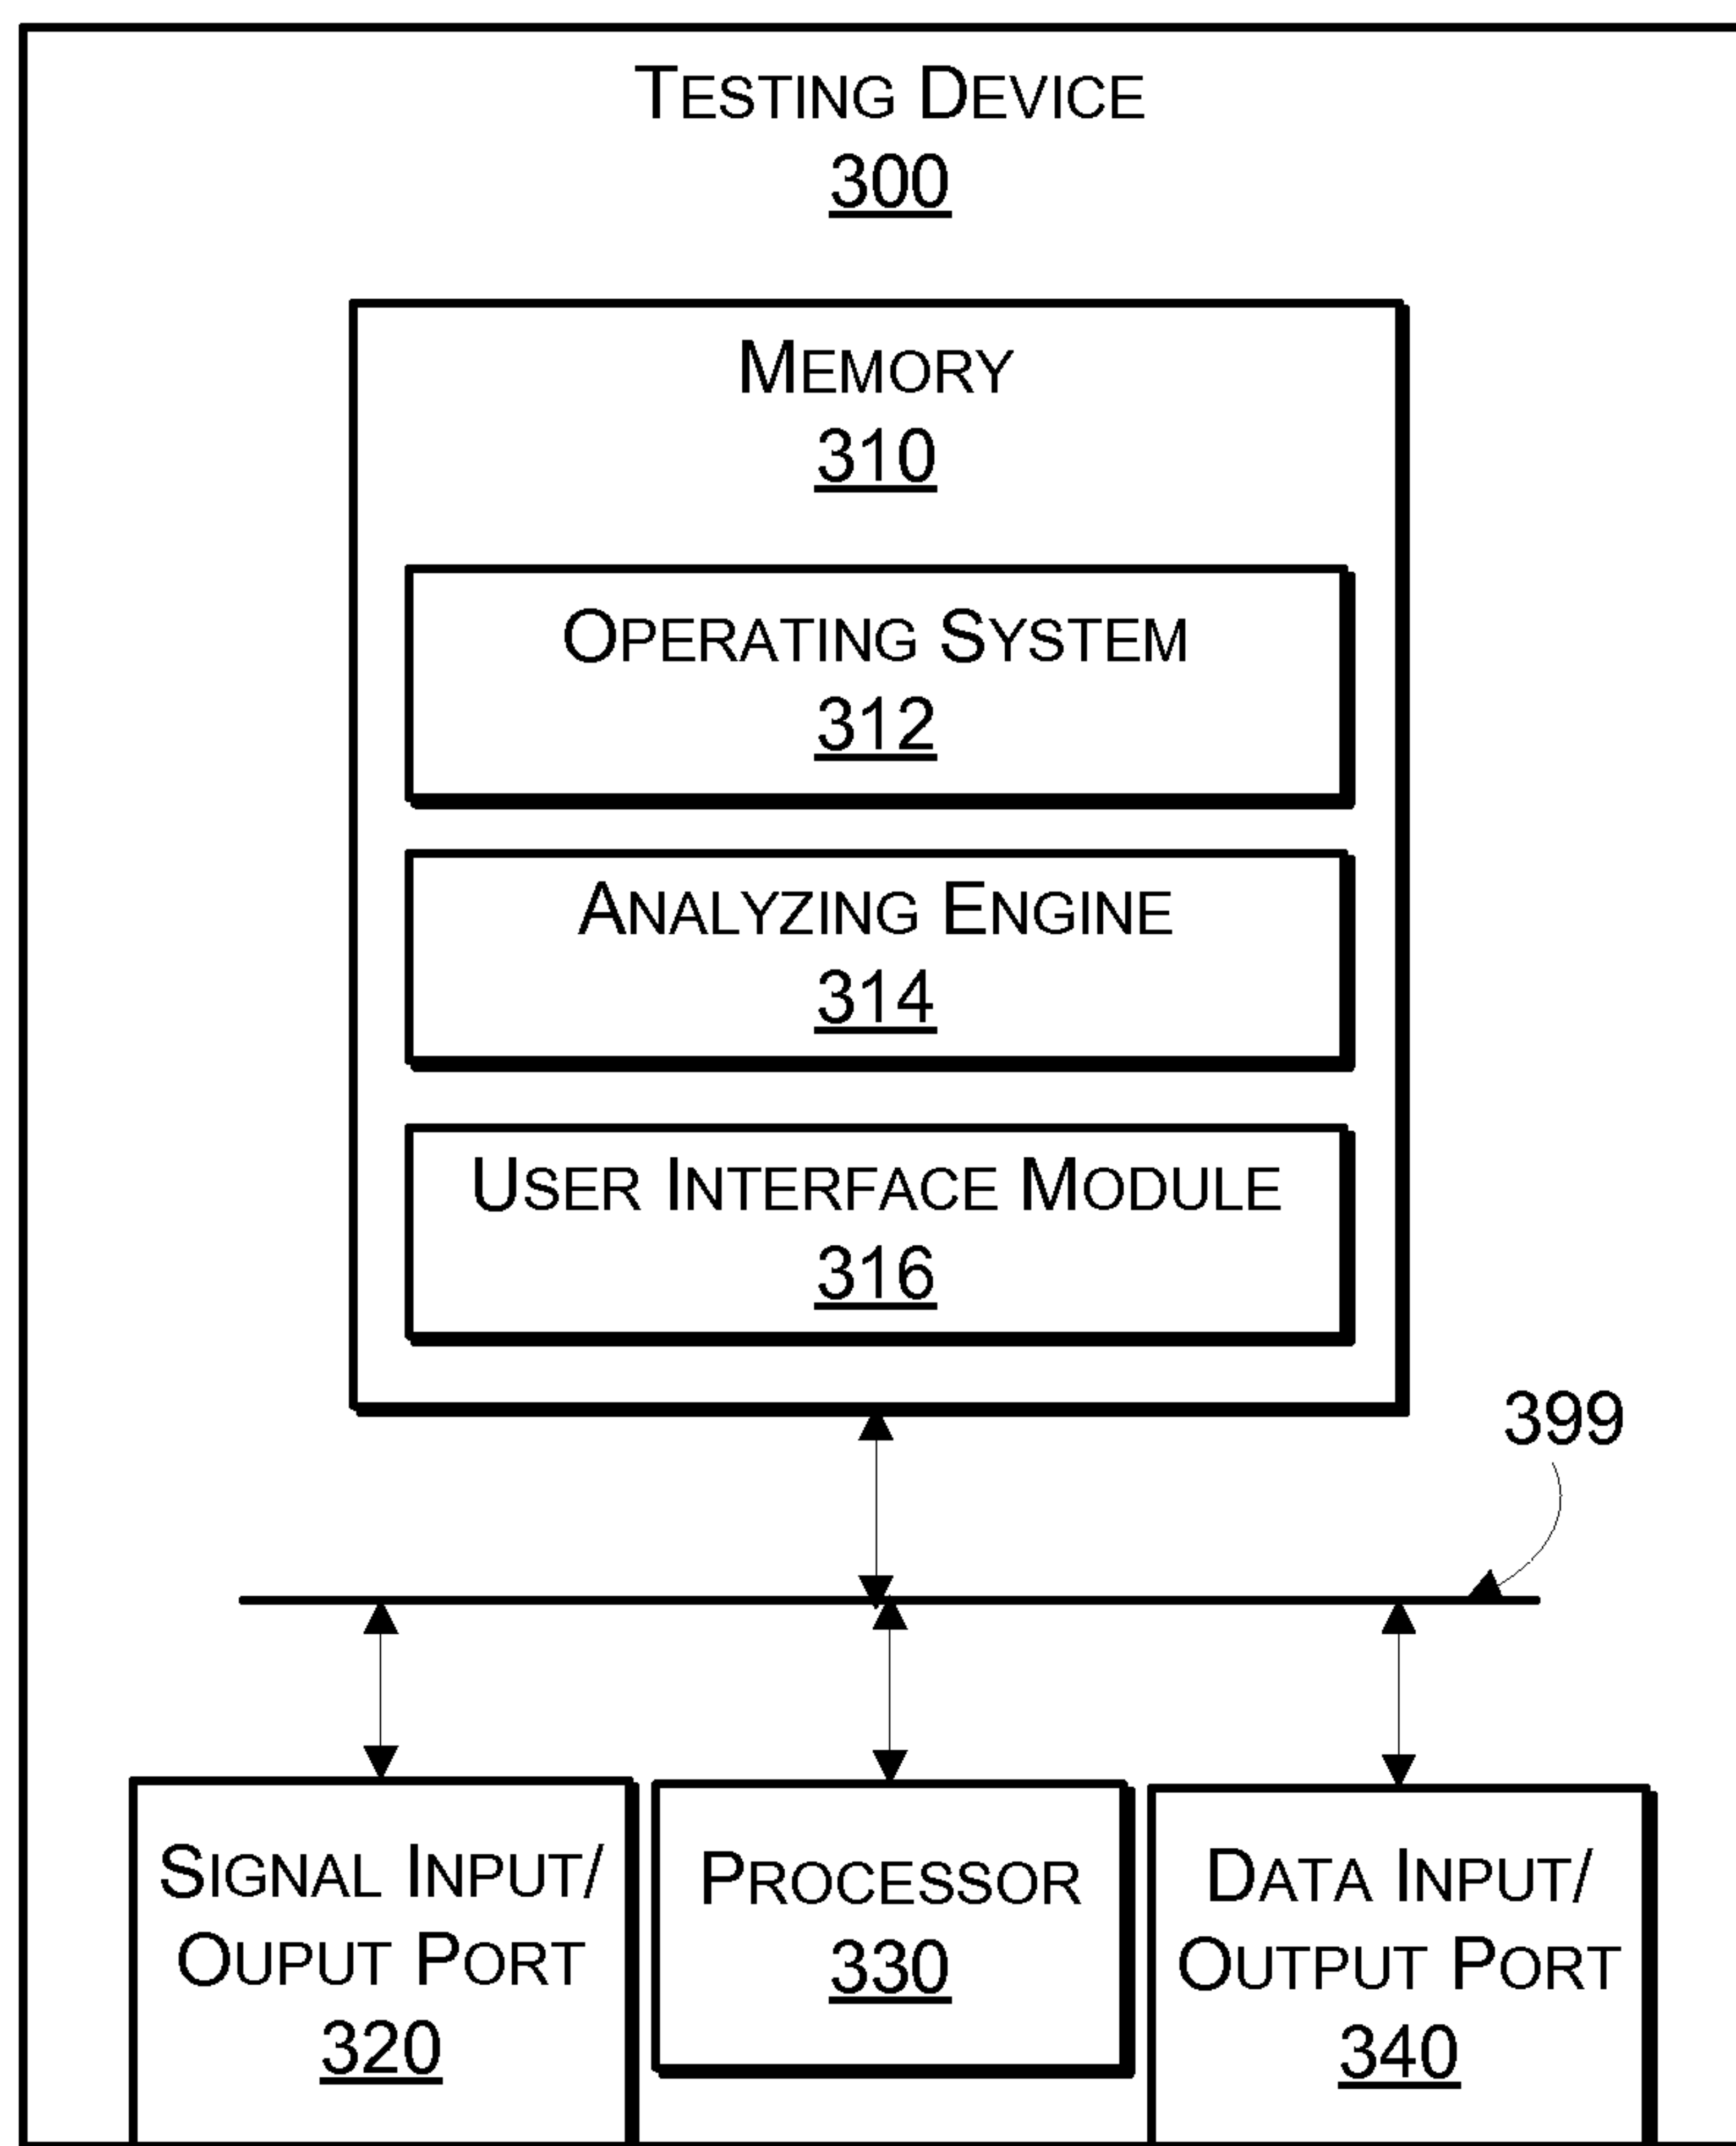 TESTING DEVICE
300
MEMORY
310
OPERATING SYSTEM
312
ANALYZING ENGINE
314
USER INTERFACE MODULE
316
399
SIGNAL INPUT/
OUPUT PORT
320
PROCESSOR
330
DATA INPUT/
OUTPUT PORT
340